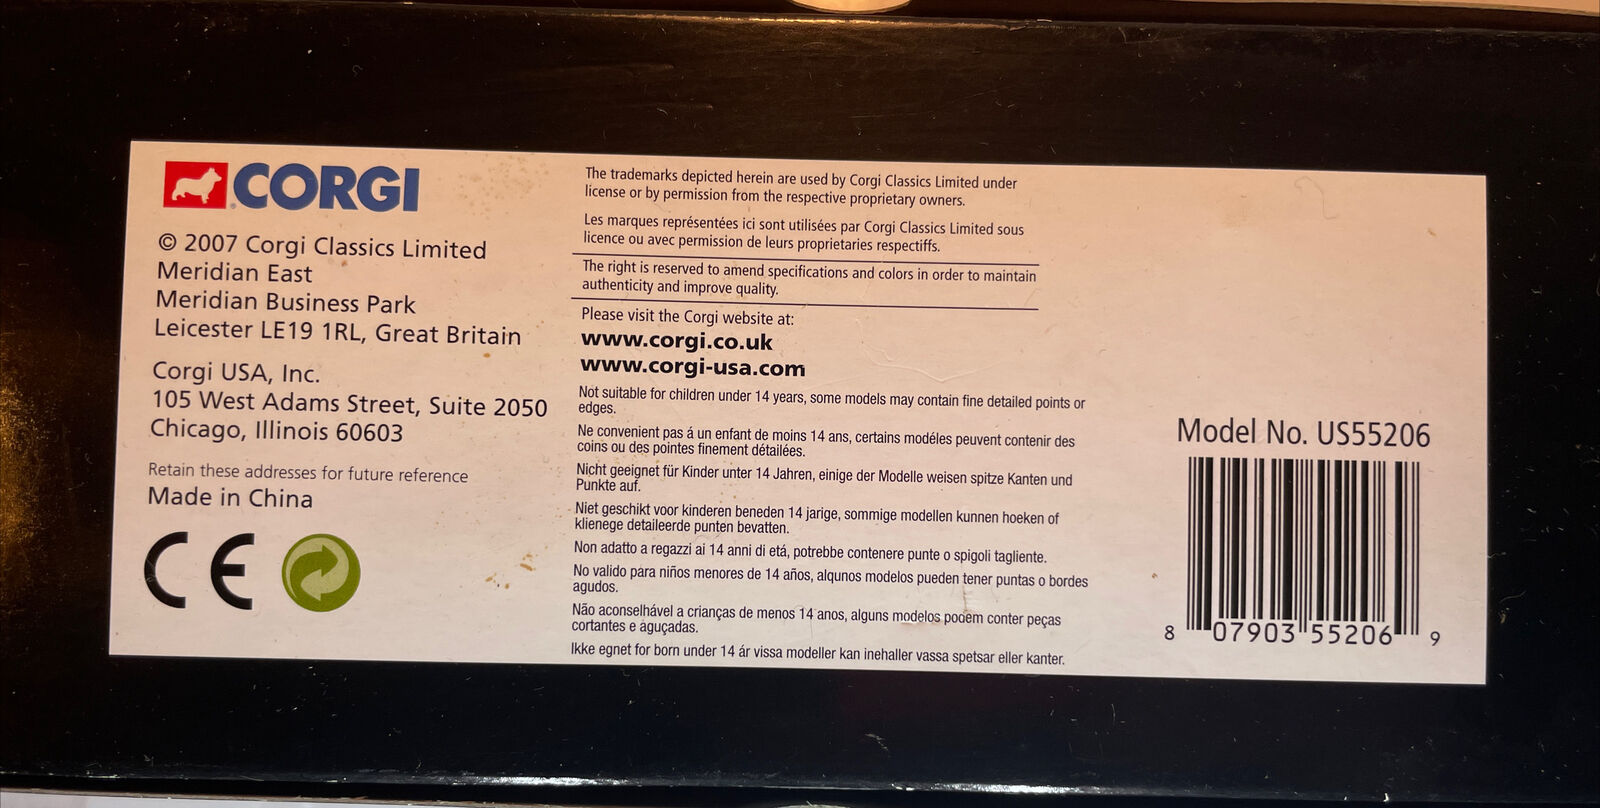 CORGI
© 2007 Corgi Classics Limited
Meridian East
Meridian Business Park
Leicester LE19 1RL, Great Britain
Corgi USA, Inc.
105 West Adams Street, Suite 2050
Chicago, Illinois 60603
Retain these addresses for future reference
Made in China
CE
The trademarks depicted herein are used by Corgi Classics Limited under
license or by permission from the respective proprietary owners.
Les marques représentées ici sont utilisées par Corgi Classics Limited sous
licence ou avec permission de leurs proprietaries respectiffs.
The right is reserved to amend specifications and colors in order to maintain
authenticity and improve quality.
Please visit the Corgi website at:
www.corgi.co.uk
www.corgi-usa.com
Not suitable for children under 14 years, some models may contain fine detailed points or
edges.
Ne convenient pas á un enfant de moins 14 ans, certains modéles peuvent contenir des
coins ou des pointes finement détailées.
Nicht geeignet für Kinder unter 14 Jahren, einige der Modelle weisen spitze Kanten und
Punkte auf.
Niet geschikt voor kinderen beneden 14 jarige, sommige modellen kunnen hoeken of
klienege detaileerde punten bevatten.
Non adatto a regazzi ai 14 anni di etá, potrebbe contenere punte o spigoli tagliente.
No valido para niños menores de 14 años, alqunos modelos pueden tener puntas o bordes
agudos.
Não aconselhável a crianças de menos 14 anos, alguns modelos podem conter peças
cortantes e aguçadas.
Ikke egnet for born under 14 ár vissa modeller kan inehaller vassa spetsar eller kanter.
Model No. US55206
8 07903 55206 9